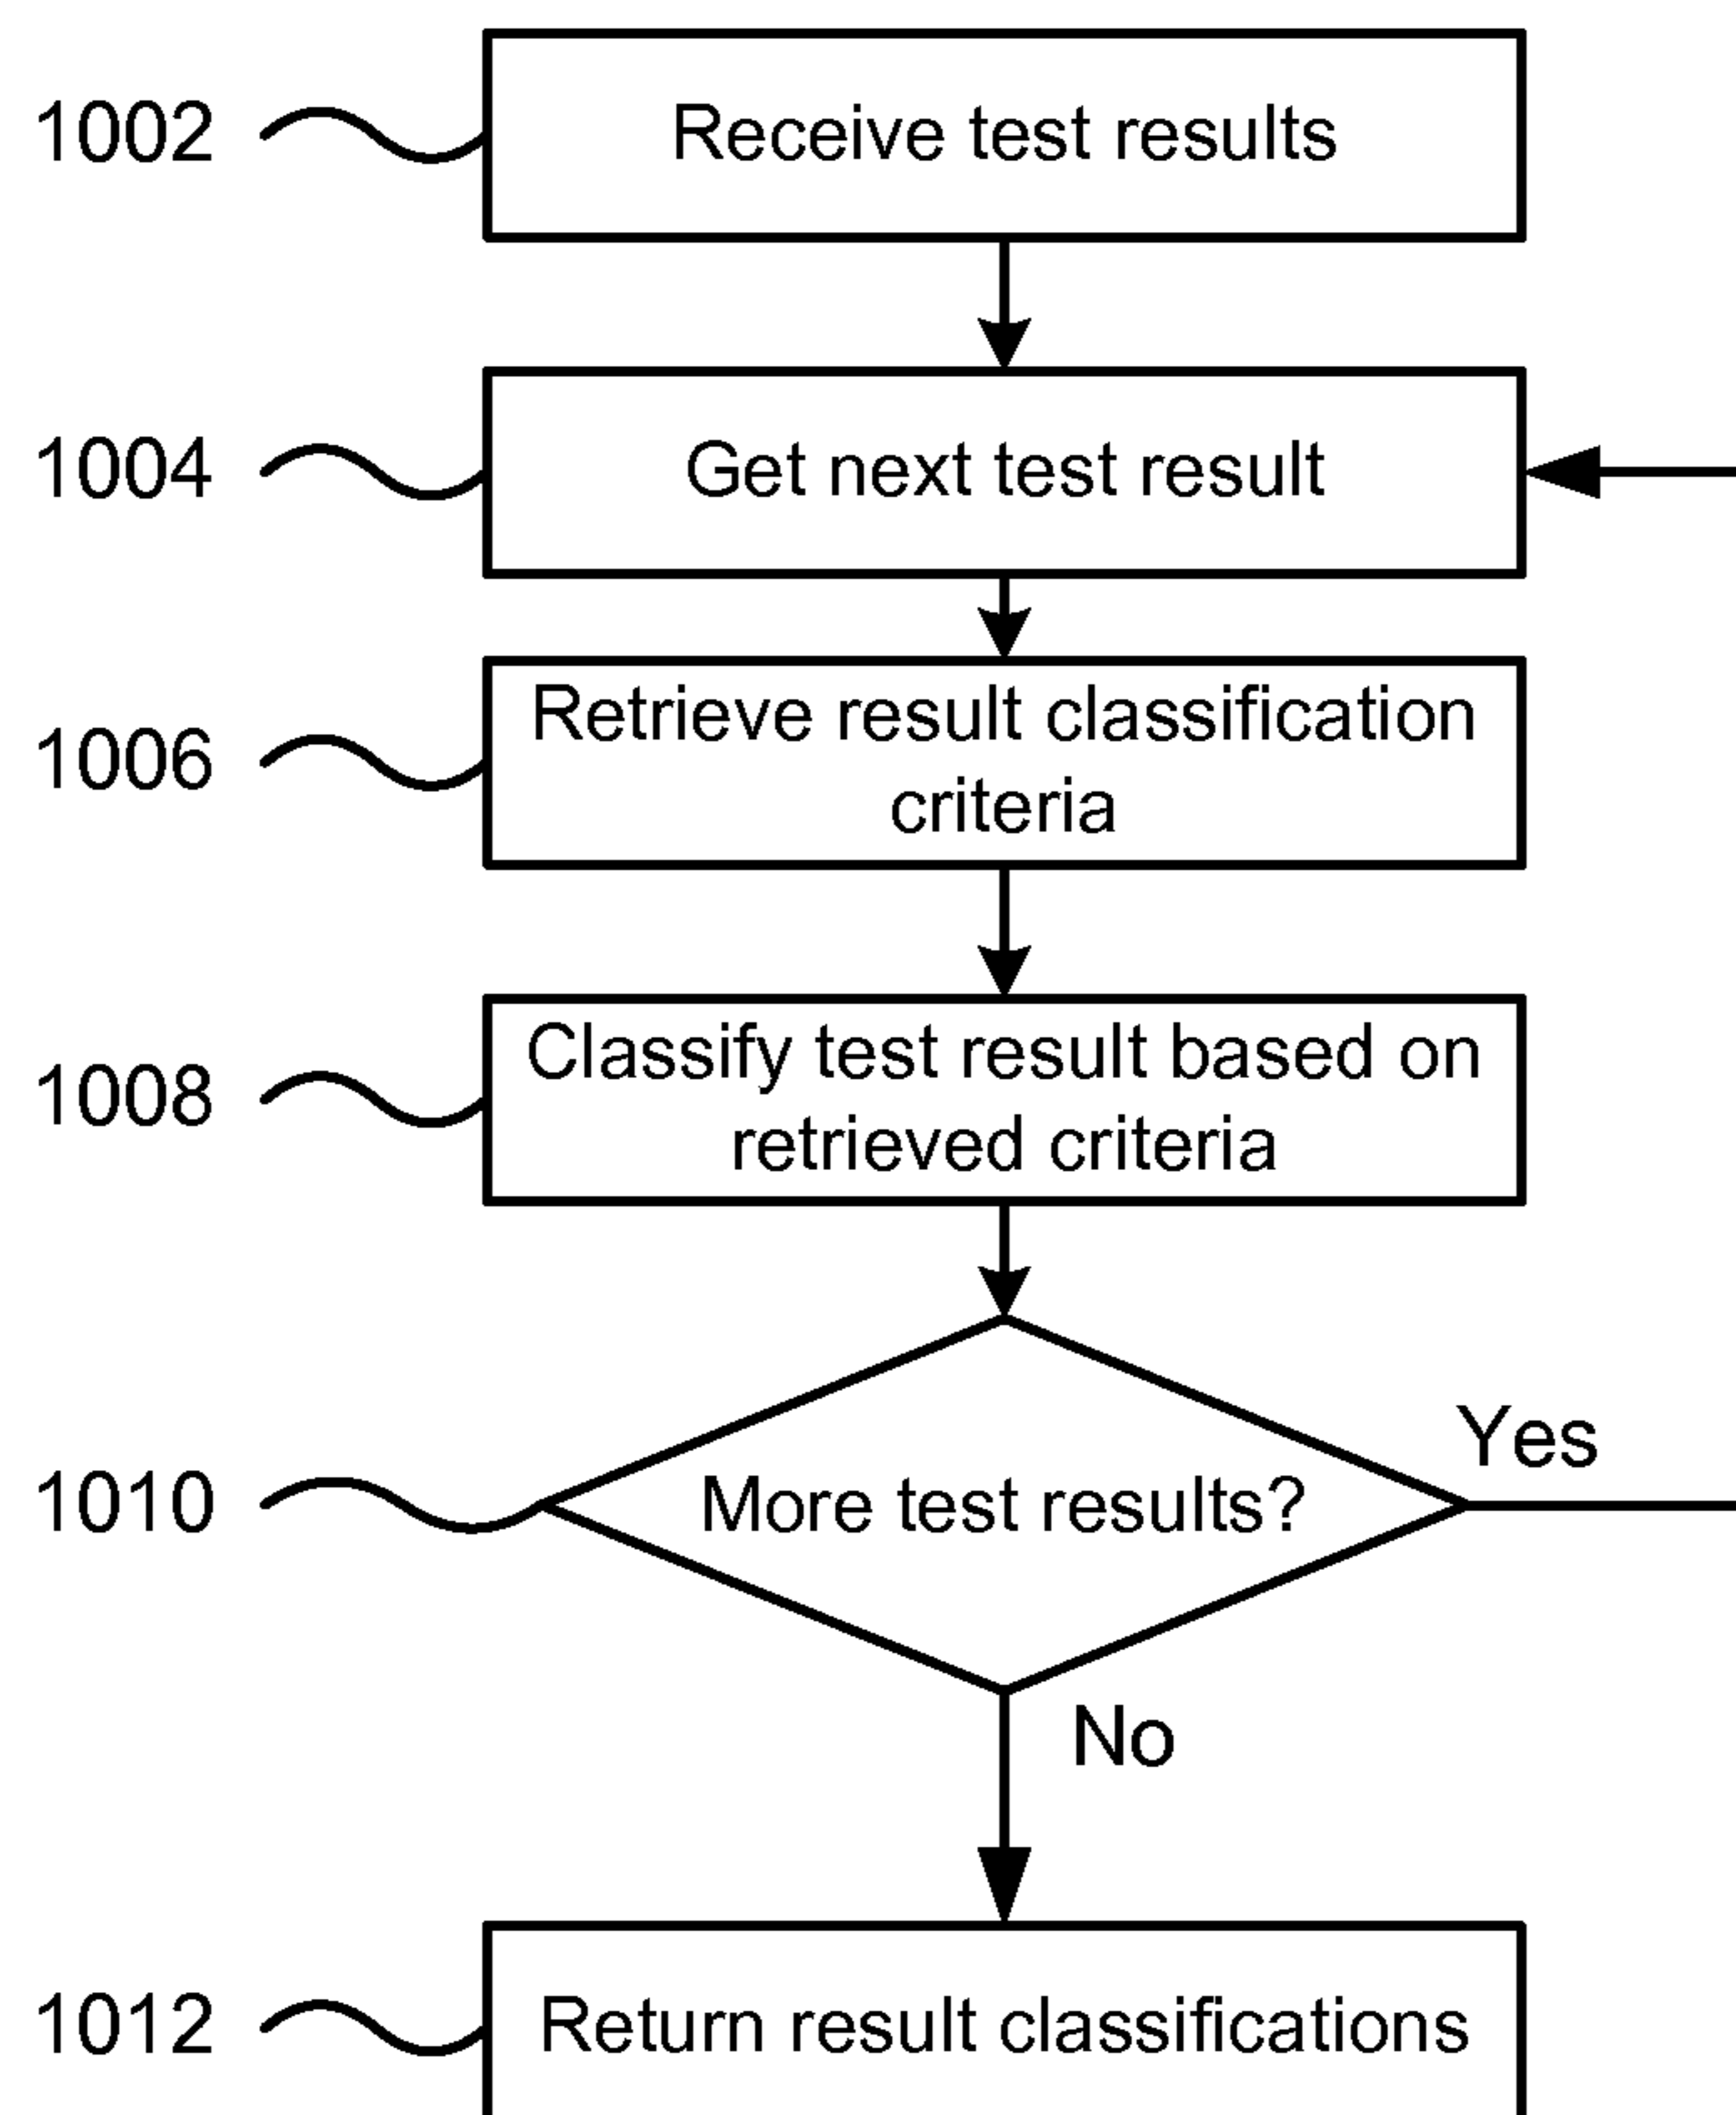 1002
Receive test results
1004
Get next test result
1006
Retrieve result classification
criteria
1008
Classify test result based on
retrieved criteria
1010
More test results?
Yes
No
1012
Return result classifications